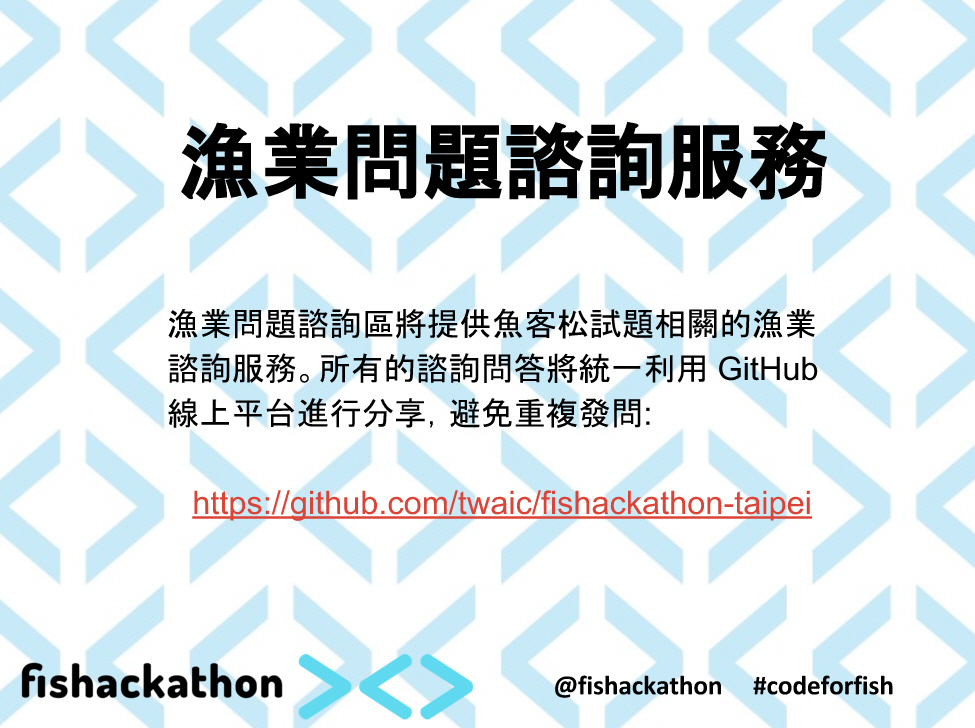 漁業問題諮詢服務
漁業問題諮詢區將提供魚客松試題相關的漁業
諮詢服務。所有的諮詢問答將統一利用 GitHub
線上平台進行分享，避免重複發問:
https://github.com/twaic/fishackathon-taipei
fishackathon
@fishackathon #codeforfish